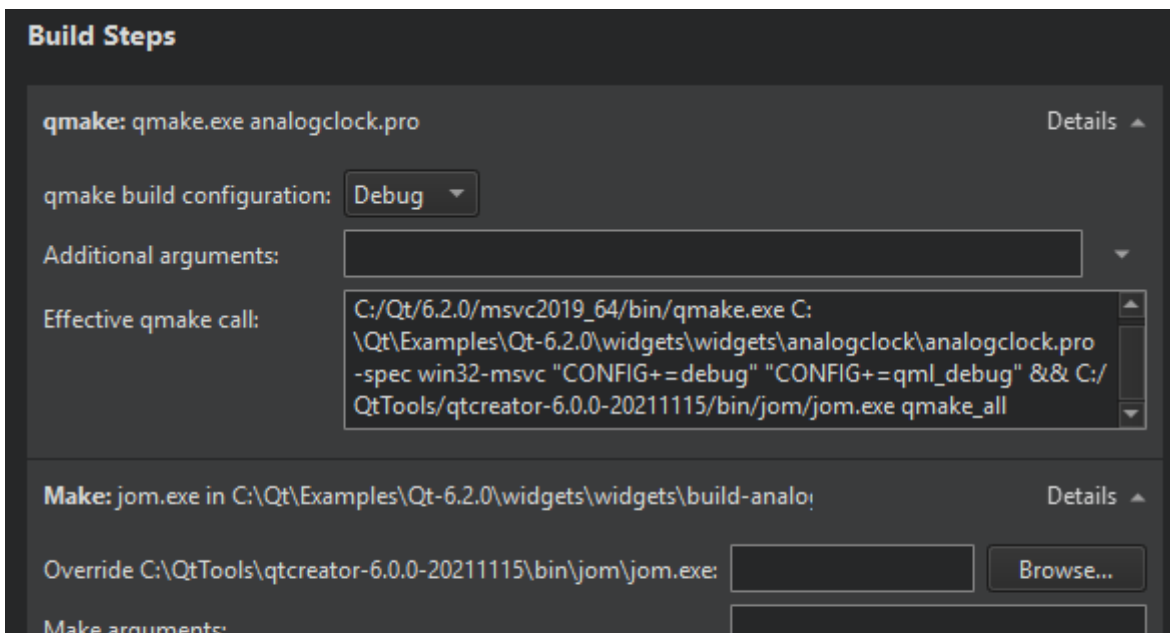 Build Steps
qmake: qmake.exe analogclock.pro Details
qmake build configuration: Debug
Additional arguments:
Effective qmake call: C:/Qt/6.2.0/msvc2019_64/bin/qmake.exe C:
\Qt\Examples\Qt-6.2.0\widgets\widgets\analogclock\analogclock.pro
-spec win32-msvc "CONFIG+=debug" "CONFIG+=qml_debug" && C:/
QtTools/qtcreator-6.0.0-20211115/bin/jom/jom.exe qmake_all
Make: jom.exe in C:\Qt\Examples\Qt-6.2.0\widgets\widgets\build-analog Details
Override C:\QtTools\qtcreator-6.0.0-20211115\bin\jom\jom.exe: Browse...
Make arguments: